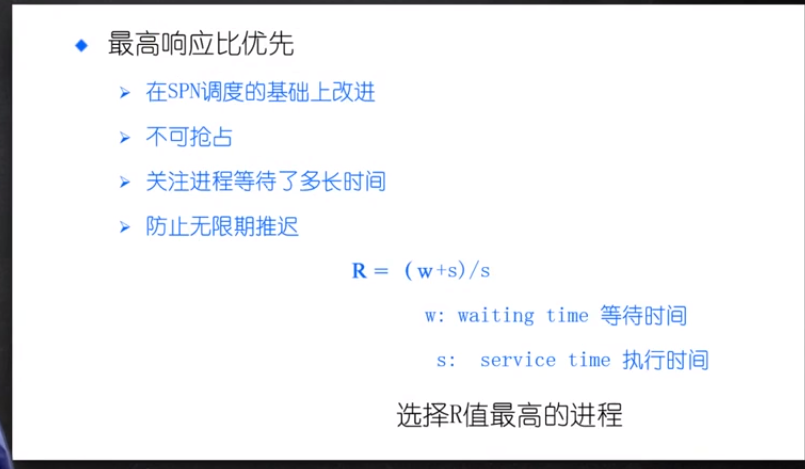 最高响应比优先
在SPN调度的基础上改进
不可抢占
关注进程等待了多长时间
防止无限期推迟
R = (w+s)/s
w: waiting time 等待时间
s: service time 执行时间
选择R值最高的进程